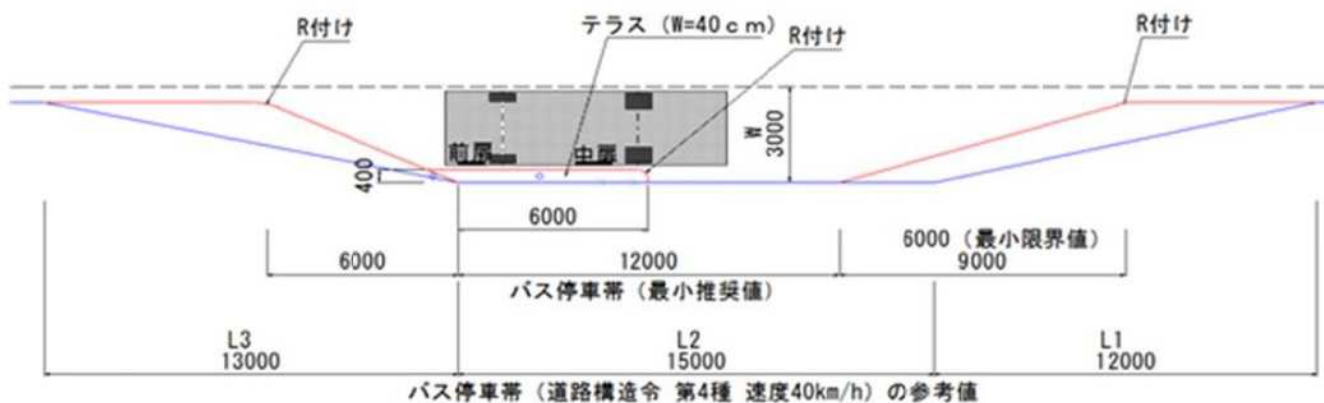 R付け
テラス (W=40cm)
R付け
R付け
前扉
中扉
W
3000
400
6000
6000 (最小限界値)
6000
12000
9000
バス停車帯 (最小推奨値)
L3
L2
L1
13000
15000
12000
バス停車帯 (道路構造令 第4種 速度40km/h) の参考値